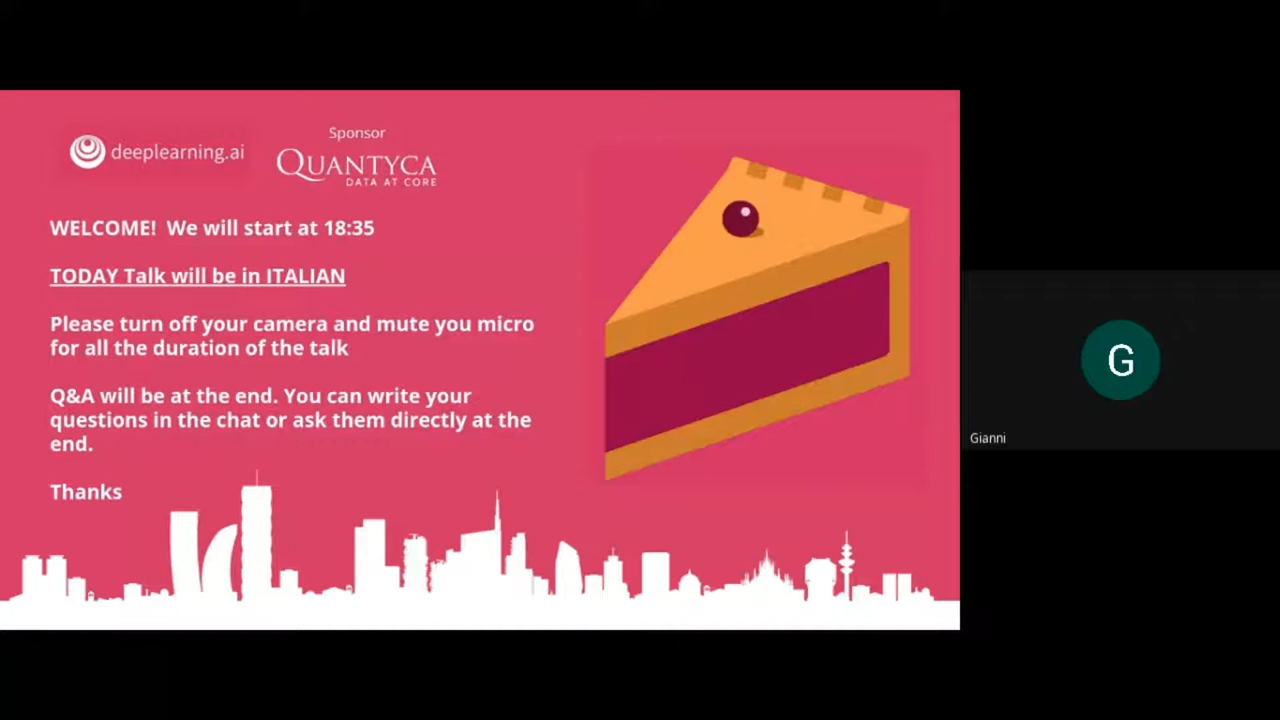 deeplearning.ai
Sponsor
QUANTYCA
DATA AT CORE
WELCOME! We will start at 18:35
TODAY Talk will be in ITALIAN
Please turn off your camera and mute you micro
for all the duration of the talk
Q&A will be at the end. You can write your
questions in the chat or ask them directly at the
end.
Thanks
G
Gianni